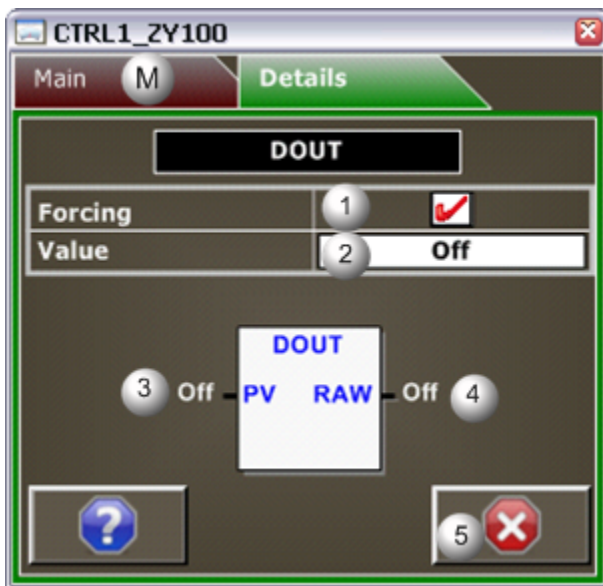 CTRL1_ZY100
Main M Details
DOUT
Forcing 1
Value 2 Off
DOUT
3 Off PV RAW Off 4
?
5